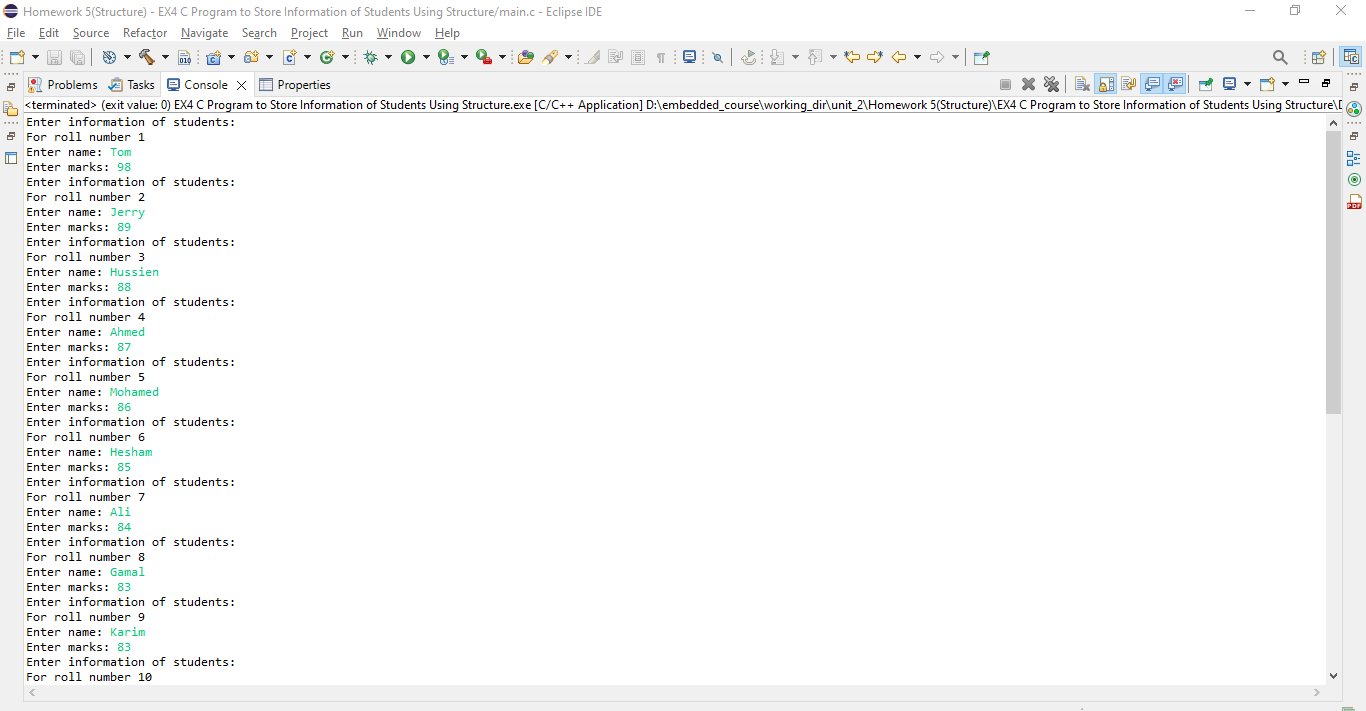 Homework 5(Structure) - EX4 C Program to Store Information of Students Using Structure/main.c - Eclipse IDE
File Edit Source Refactor Navigate Search Project Run Window Help
Problems Tasks Console Properties
<terminated> (exit value: 0) EX4 C Program to Store Information of Students Using Structure.exe [C/C++ Application] D:\embedded_course\working_dir\unit_2\Homework 5(Structure)\EX4 C Program to Store Information of Students Using Structure\
Enter information of students:
For roll number 1
Enter name: Tom
Enter marks: 98
Enter information of students:
For roll number 2
Enter name: Jerry
Enter marks: 89
Enter information of students:
For roll number 3
Enter name: Hussien
Enter marks: 88
Enter information of students:
For roll number 4
Enter name: Ahmed
Enter marks: 87
Enter information of students:
For roll number 5
Enter name: Mohamed
Enter marks: 86
Enter information of students:
For roll number 6
Enter name: Hesham
Enter marks: 85
Enter information of students:
For roll number 7
Enter name: Ali
Enter marks: 84
Enter information of students:
For roll number 8
Enter name: Gamal
Enter marks: 83
Enter information of students:
For roll number 9
Enter name: Karim
Enter marks: 83
Enter information of students:
For roll number 10